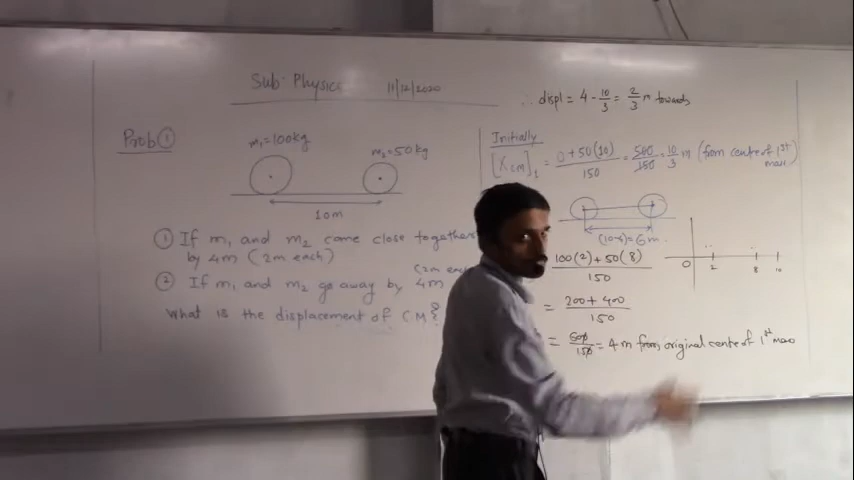 Sub: Physics 11/12/2020
Prob ①
m₁=100kg
m₂=50kg
10m
① If m₁ and m₂ come close together
by 4m (2m each)
② If m₁ and m₂ go away by 4m
(2m each
What is the displacement of C.M?
∴ displ = 4 - 10/3 = 2/3 m towards
Initially
[X_CM]₁ = 0 + 50(10)/150 = 500/150 = 10/3 m (from centre of 1st mass)
= 6m
100(2) + 50(8)/150
0 2 8 10
= 200 + 400/150
= 600/150 = 4 m from original centre of 1st mass